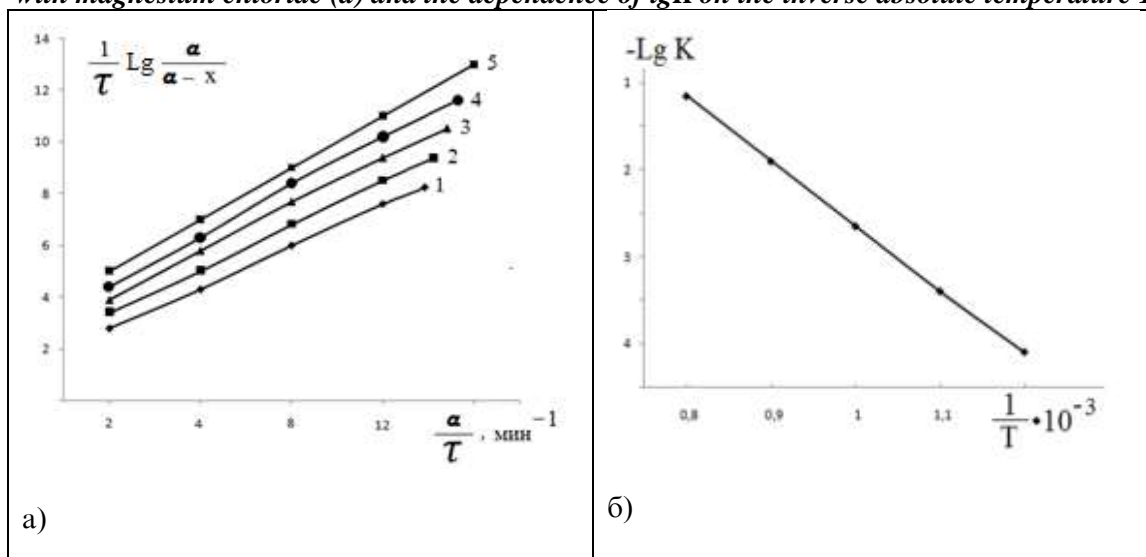 with magnesium chloride (a) and the dependence of lgK on the inverse absolute temperature
14
12
10
8
6
4
2
1/τ Lg a/(a − x)
5
4
3
2
1
2 4 8 12
a/τ, мин⁻¹
а)
-Lg K
1
2
3
4
0,8 0,9 1 1,1
1/T •10⁻³
б)